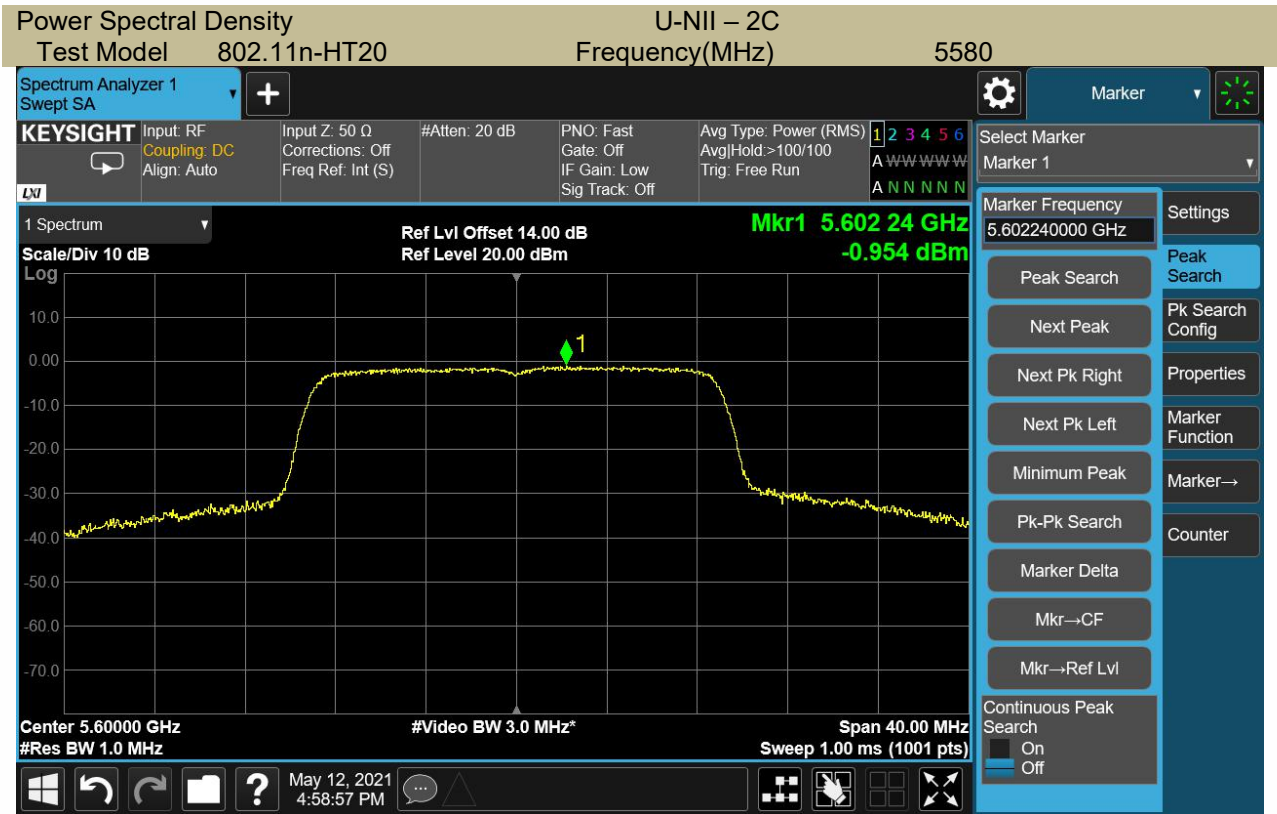 Power Spectral Density U-NII – 2C
Test Model 802.11n-HT20 Frequency(MHz) 5580
Spectrum Analyzer 1
Swept SA
+
Marker
KEYSIGHT
LXI
Input: RF
Coupling: DC
Align: Auto
Input Z: 50 Ω
Corrections: Off
Freq Ref: Int (S)
#Atten: 20 dB
PNO: Fast
Gate: Off
IF Gain: Low
Sig Track: Off
Avg Type: Power (RMS)
Avg|Hold:>100/100
Trig: Free Run
1 2 3 4 5 6
A W W W W W
A N N N N N
Select Marker
Marker 1
1 Spectrum
Scale/Div 10 dB
Ref Lvl Offset 14.00 dB
Ref Level 20.00 dBm
Mkr1 5.602 24 GHz
-0.954 dBm
Log
10.0
0.00
-10.0
-20.0
-30.0
-40.0
-50.0
-60.0
-70.0
1
Center 5.60000 GHz
#Res BW 1.0 MHz
#Video BW 3.0 MHz*
Span 40.00 MHz
Sweep 1.00 ms (1001 pts)
Marker Frequency
5.602240000 GHz
Peak Search
Next Peak
Next Pk Right
Next Pk Left
Minimum Peak
Pk-Pk Search
Marker Delta
Mkr→CF
Mkr→Ref Lvl
Continuous Peak
Search
On
Off
Settings
Peak
Search
Pk Search
Config
Properties
Marker
Function
Marker→
Counter
?
May 12, 2021
4:58:57 PM